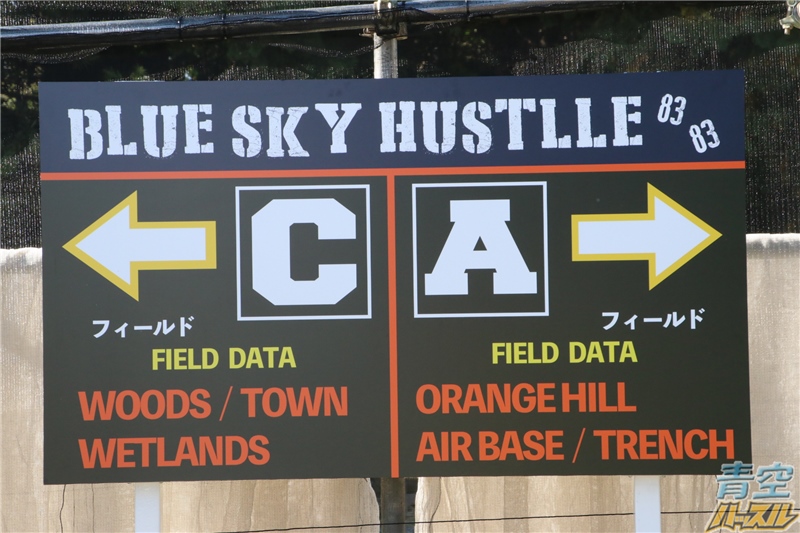 BLUE SKY HUSTLLE 83 83
C
フィールド
FIELD DATA
WOODS / TOWN
WETLANDS
A
フィールド
FIELD DATA
ORANGE HILL
AIR BASE / TRENCH
青空
ハースル